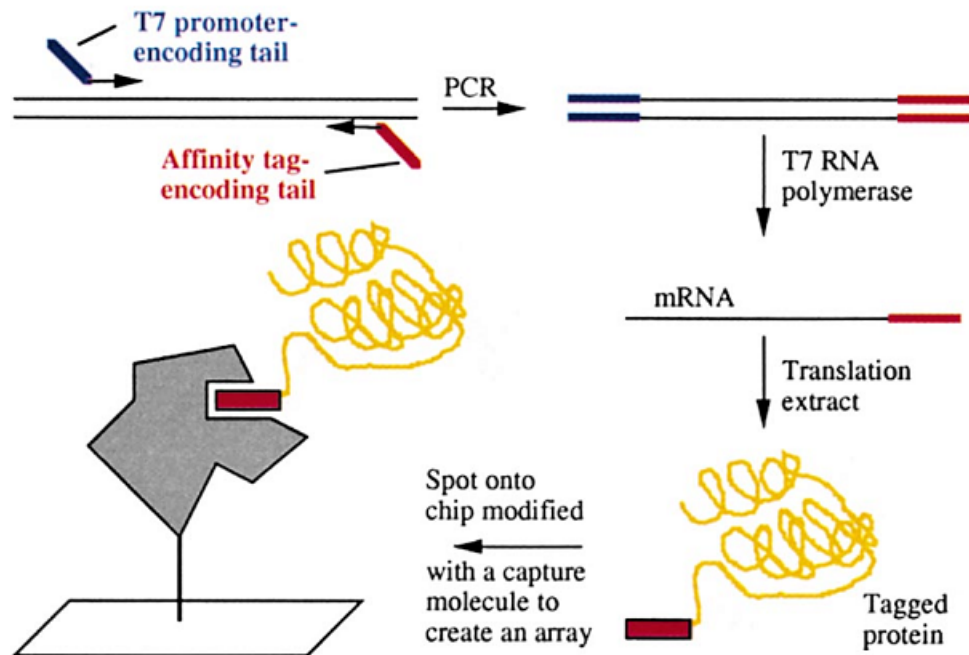 T7 promoter-
encoding tail
PCR
Affinity tag-
encoding tail
T7 RNA
polymerase
mRNA
Translation
extract
Spot onto
chip modified
with a capture
molecule to
create an array
Tagged
protein